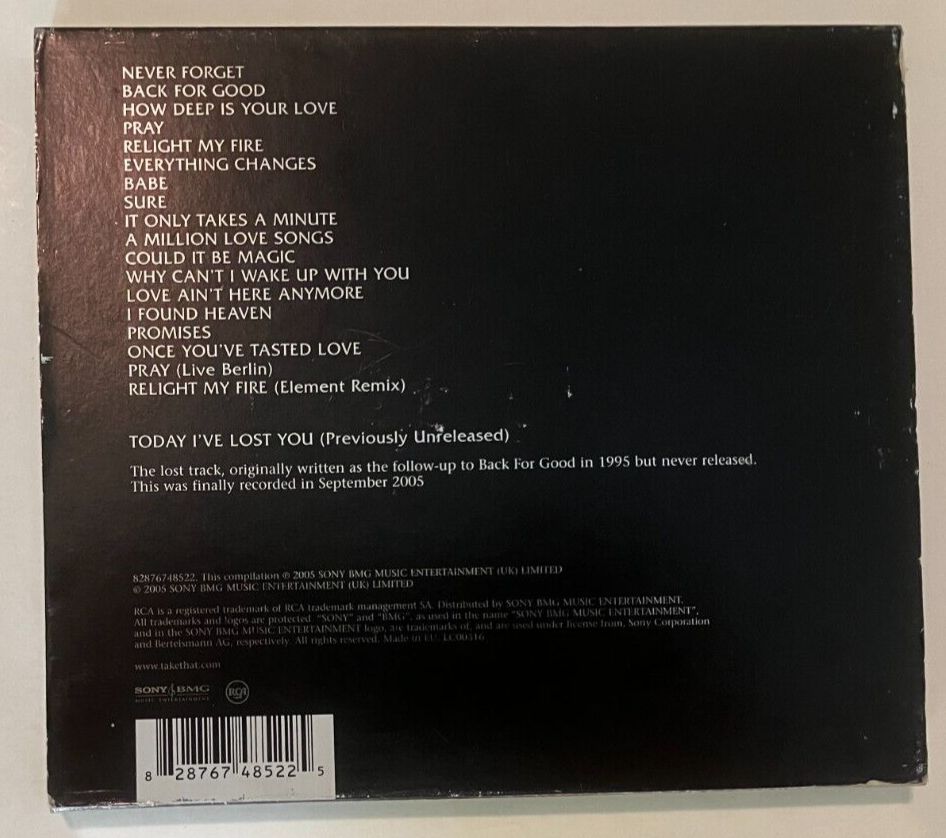 NEVER FORGET
BACK FOR GOOD
HOW DEEP IS YOUR LOVE
PRAY
RELIGHT MY FIRE
EVERYTHING CHANGES
BABE
SURE
IT ONLY TAKES A MINUTE
A MILLION LOVE SONGS
COULD IT BE MAGIC
WHY CAN'T I WAKE UP WITH YOU
LOVE AIN'T HERE ANYMORE
I FOUND HEAVEN
PROMISES
ONCE YOU'VE TASTED LOVE
PRAY (Live Berlin)
RELIGHT MY FIRE (Element Remix)
TODAY I'VE LOST YOU (Previously Unreleased)
The lost track, originally written as the follow-up to Back For Good in 1995 but never released.
This was finally recorded in September 2005
82876748522. This compilation ℗ 2005 SONY BMG MUSIC ENTERTAINMENT (UK) LIMITED
© 2005 SONY BMG MUSIC ENTERTAINMENT (UK) LIMITED
RCA is a registered trademark of RCA trademark management SA. Distributed by SONY BMG MUSIC ENTERTAINMENT.
All trademarks and logos are protected. "SONY" and "BMG", as used in the name "SONY BMG MUSIC ENTERTAINMENT",
and in the SONY BMG MUSIC ENTERTAINMENT logo, are trademarks of, and are used under license from, Sony Corporation
and Bertelsmann AG, respectively. All rights reserved. Made in EU. LC00316
www.takethat.com
SONY BMG
MUSIC ENTERTAINMENT
RCA
8 28767 48522 5